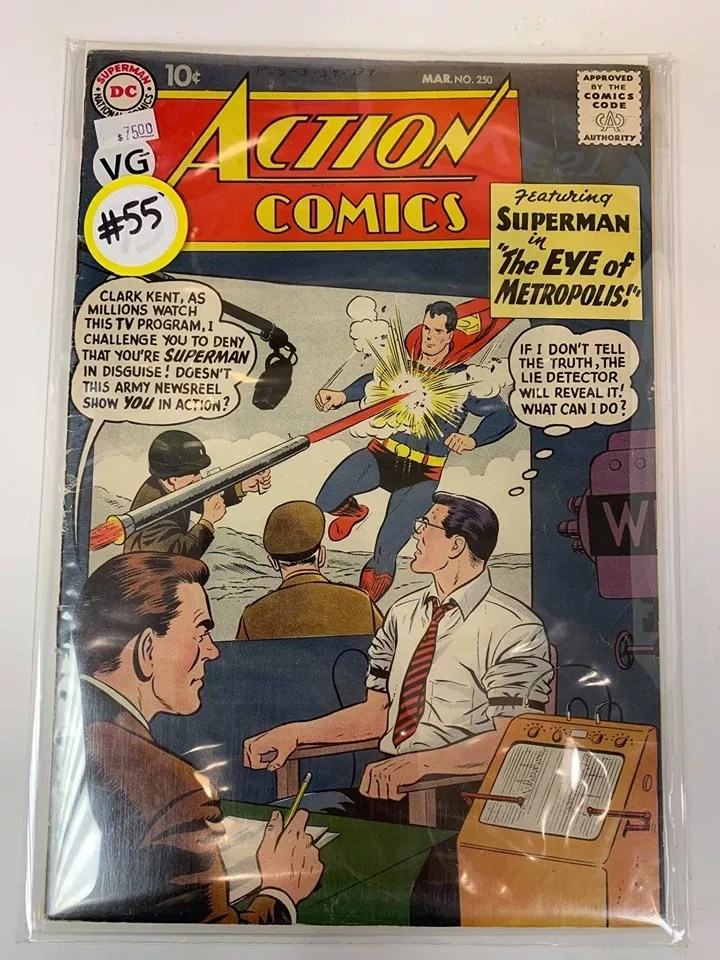 10¢
MAR. NO. 250
SUPERMAN
DC
NATIONAL COMICS
APPROVED
BY THE
COMICS
CODE
CA
AUTHORITY
$7500
VG
#55
ACTION
COMICS
Featuring
SUPERMAN
in
"The EYE of
METROPOLIS!"
CLARK KENT, AS
MILLIONS WATCH
THIS TV PROGRAM, I
CHALLENGE YOU TO DENY
THAT YOU'RE SUPERMAN
IN DISGUISE! DOESN'T
THIS ARMY NEWSREEL
SHOW YOU IN ACTION?
IF I DON'T TELL
THE TRUTH, THE
LIE DETECTOR
WILL REVEAL IT!
WHAT CAN I DO?